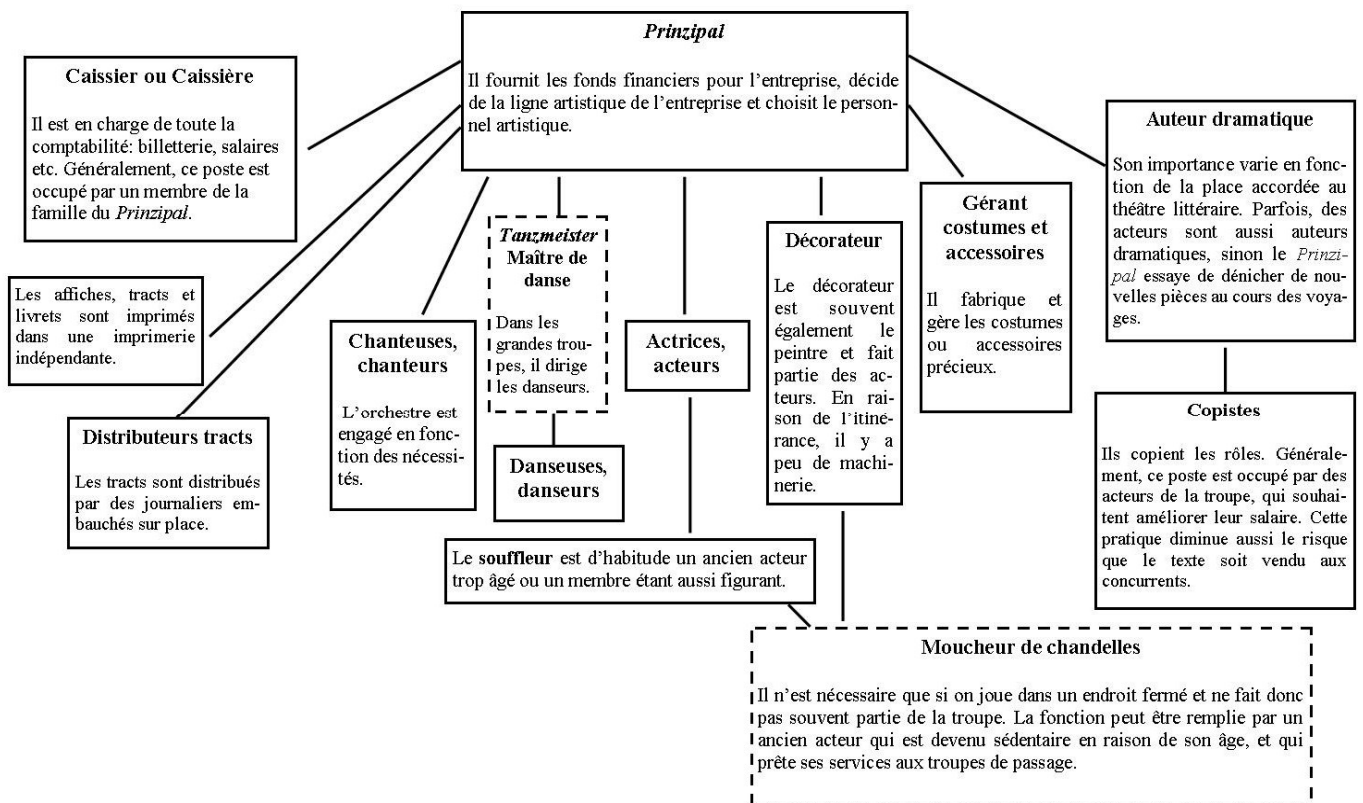 Prinzipal
Il fournit les fonds financiers pour l'entreprise, décide
de la ligne artistique de l'entreprise et choisit le person-
nel artistique.
Caissier ou Caissière
Il est en charge de toute la
comptabilité: billetterie, salaires
etc. Généralement, ce poste est
occupé par un membre de la
famille du Prinzipal.
Les affiches, tracts et
livrets sont imprimés
dans une imprimerie
indépendante.
Distributeurs tracts
Les tracts sont distribués
par des journaliers em-
bauchés sur place.
Chanteuses,
chanteurs
L'orchestre est
engagé en fonc-
tion des nécessi-
tés.
Tanzmeister
Maître de
danse
Dans les
grandes trou-
pes, il dirige
les danseurs.
Danseuses,
danseurs
Actrices,
acteurs
Le souffleur est d'habitude un ancien acteur
trop âgé ou un membre étant aussi figurant.
Décorateur
Le décorateur
est souvent
également le
peintre et fait
partie des ac-
teurs. En rai-
son de l'itiné-
rance, il y a
peu de machi-
nerie.
Gérant
costumes et
accessoires
Il fabrique et
gère les costumes
ou accessoires
précieux.
Auteur dramatique
Son importance varie en fonc-
tion de la place accordée au
théâtre littéraire. Parfois, des
acteurs sont aussi auteurs
dramatiques, sinon le Prinzi-
pal essaye de dénicher de nou-
velles pièces au cours des voya-
ges.
Copistes
Ils copient les rôles. Générale-
ment, ce poste est occupé par des
acteurs de la troupe, qui souhai-
tent améliorer leur salaire. Cette
pratique diminue aussi le risque
que le texte soit vendu aux
concurrents.
Moucheur de chandelles
Il n'est nécessaire que si on joue dans un endroit fermé et ne fait donc
pas souvent partie de la troupe. La fonction peut être remplie par un
ancien acteur qui est devenu sédentaire en raison de son âge, et qui
prête ses services aux troupes de passage.